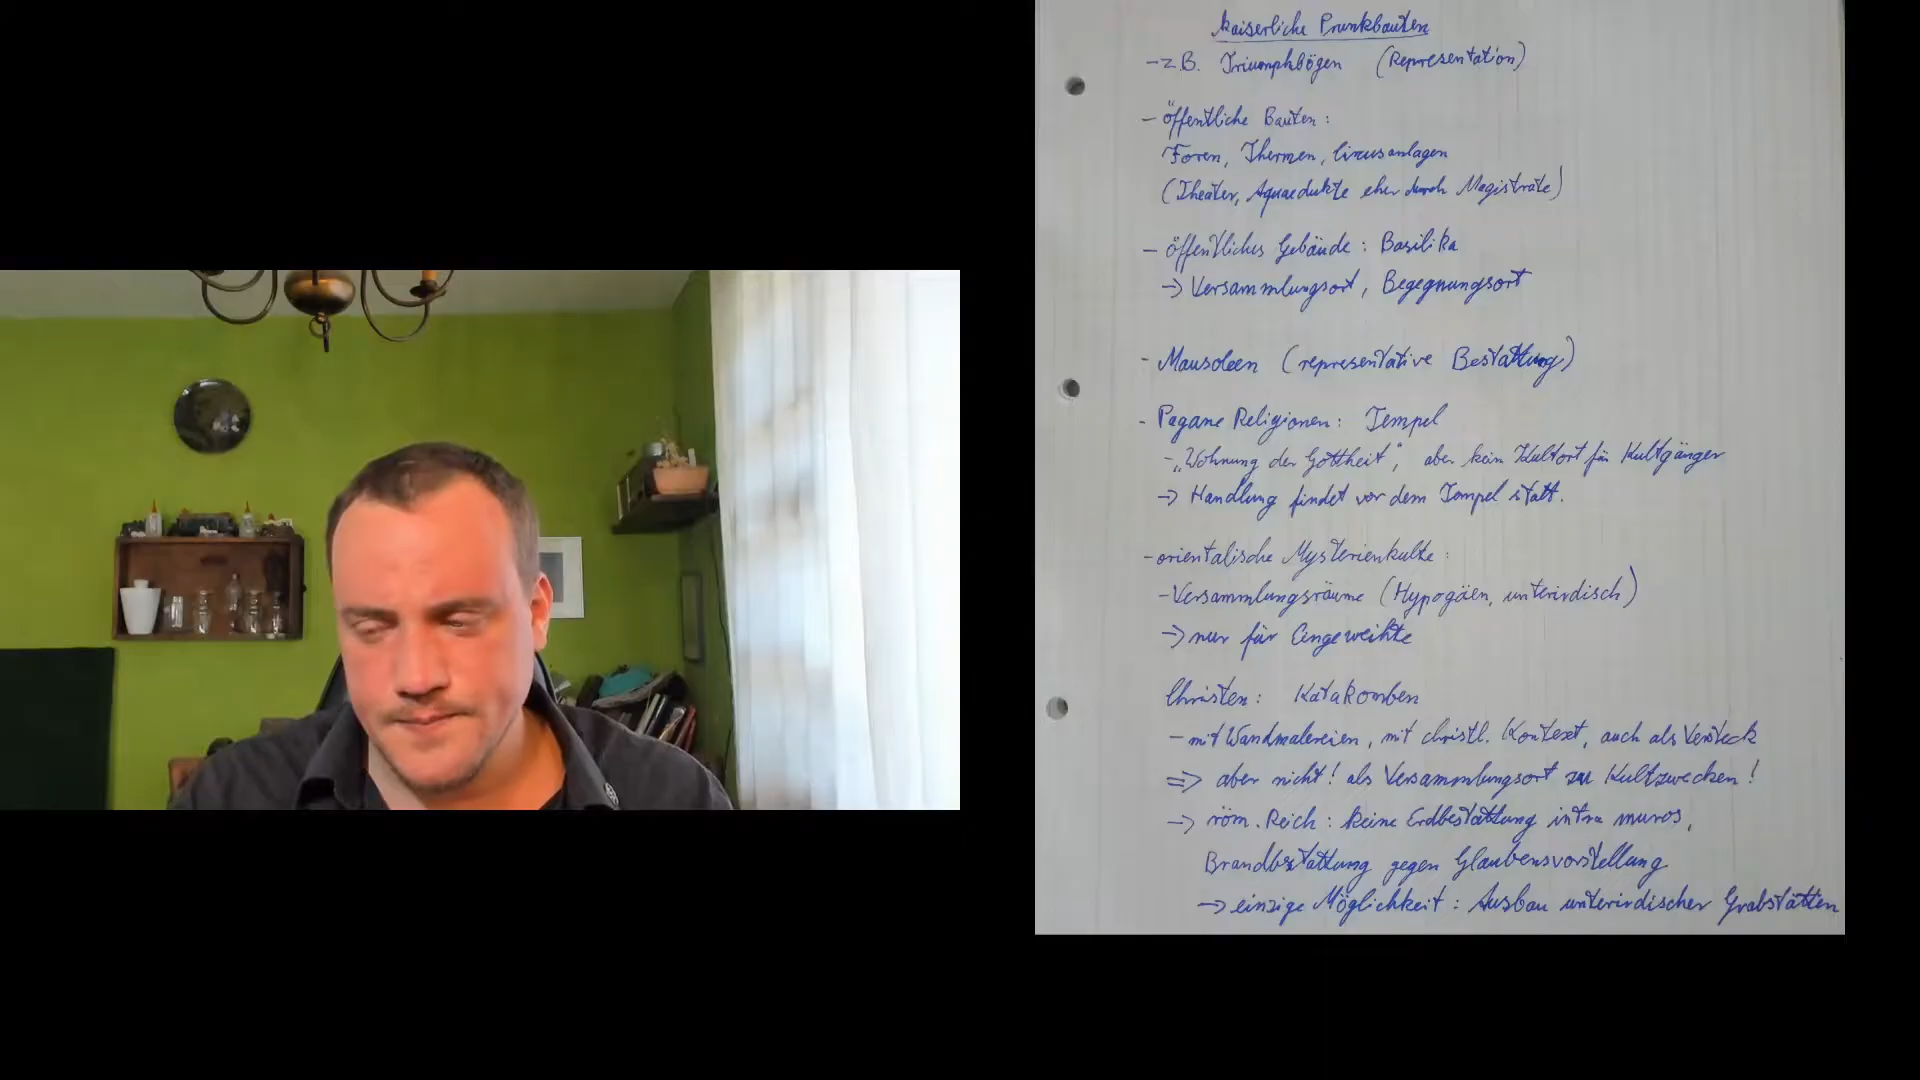 kaiserliche Prunkbauten
- z.B. Triumphbögen (Representation)
- öffentliche Bauten:
Foren, Thermen, Circusanlagen
(Theater, Aquaedukte eher durch Magistrate)
- öffentliches Gebäude: Basilika
-> Versammlungsort, Begegnungsort
- Mausoleen (representative Bestattung)
- Pagane Religionen: Tempel
- „Wohnung der Gottheit", aber kein Kultort für Kultgänger
-> Handlung findet vor dem Tempel statt.
- orientalische Mysterienkulte:
- Versammlungsräume (Hypogäen, unterirdisch)
-> nur für Eingeweihte
Christen: Katakomben
- mit Wandmalereien, mit christl. Kontext, auch als Versteck
=> aber nicht! als Versammlungsort zu Kultzwecken!
-> röm. Reich: keine Erdbestattung intra muros,
Brandbestattung gegen Glaubensvorstellung
-> einzige Möglichkeit: Ausbau unterirdischer Grabstätten